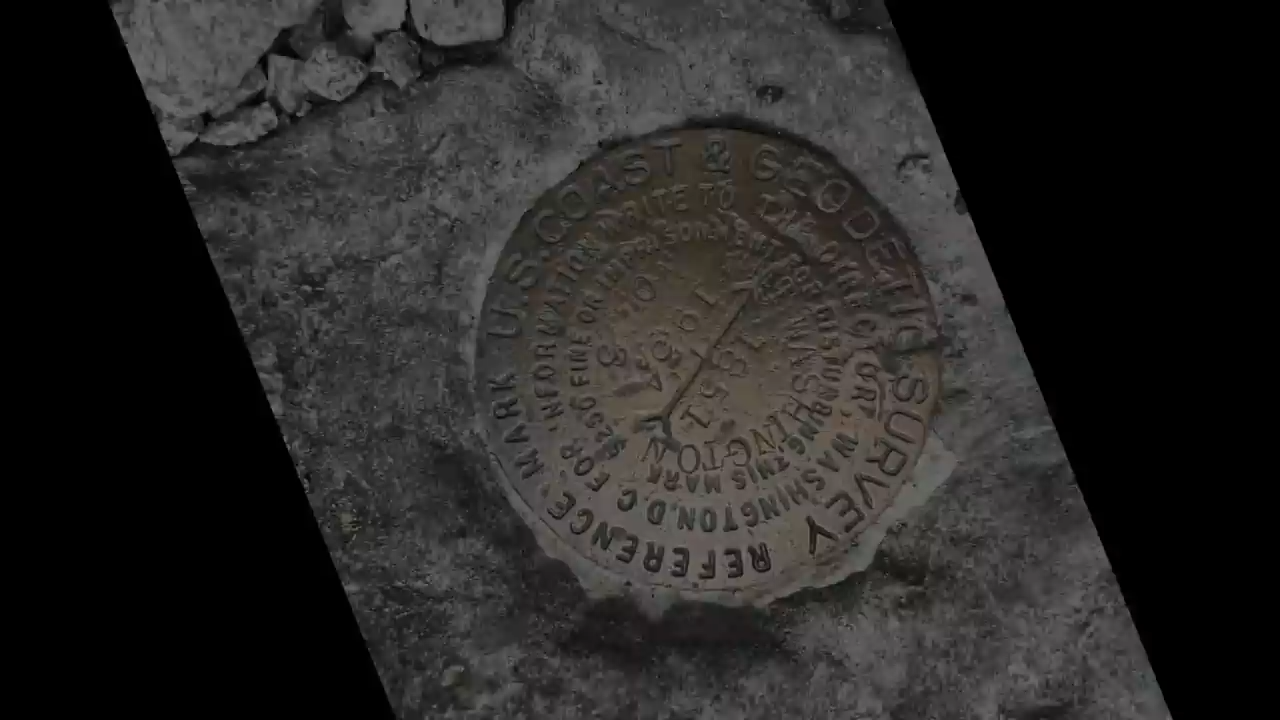 U.S. COAST & GEODETIC SURVEY
REFERENCE MARK
FOR INFORMATION WRITE TO THE DIRECTOR, WASHINGTON, D.C.
$250 FINE OR IMPRISONMENT FOR DISTURBING THIS MARK
WASHINGTON
1961